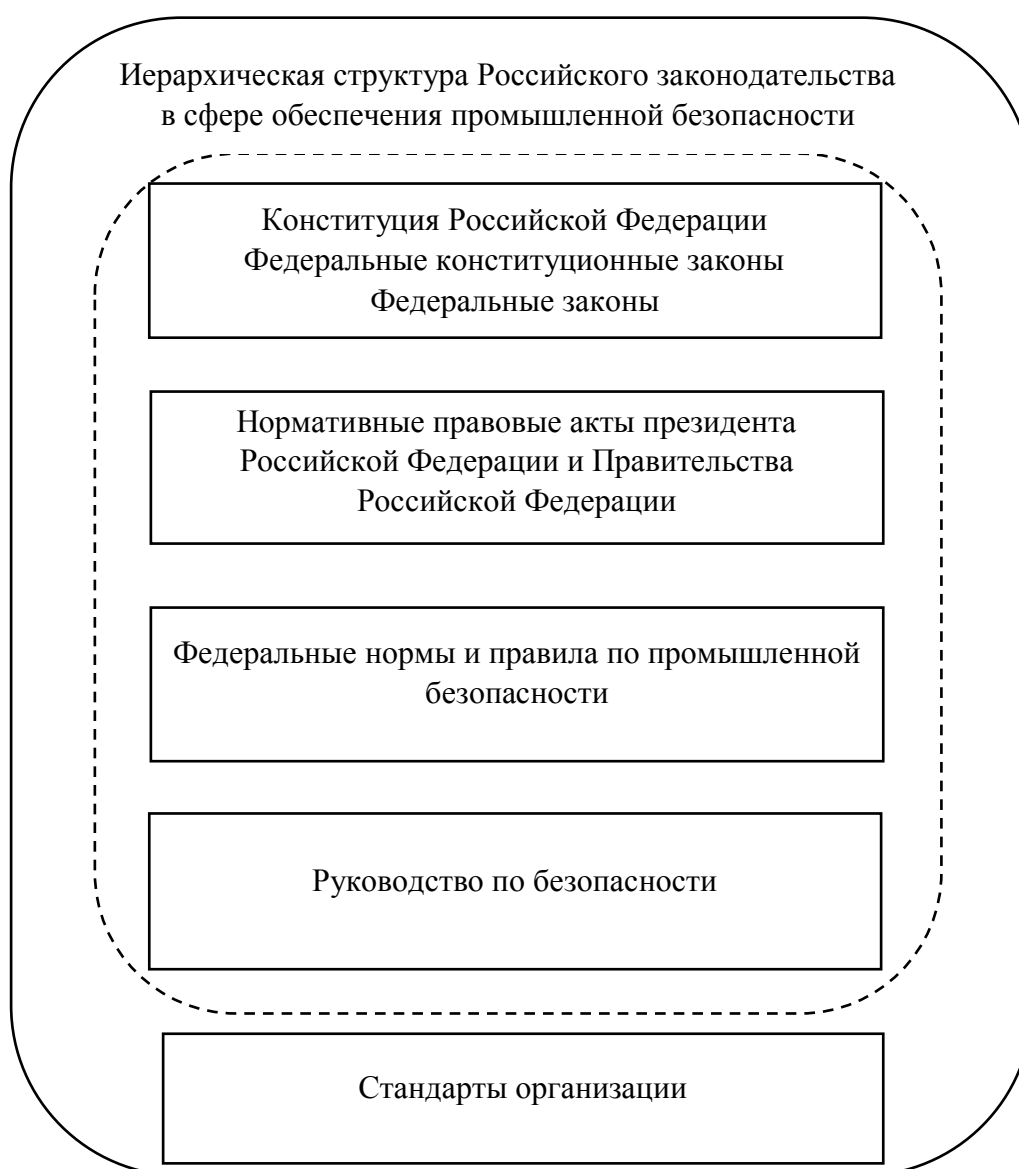 Иерархическая структура Российского законодательства
в сфере обеспечения промышленной безопасности
Конституция Российской Федерации
Федеральные конституционные законы
Федеральные законы
Нормативные правовые акты президента
Российской Федерации и Правительства
Российской Федерации
Федеральные нормы и правила по промышленной
безопасности
Руководство по безопасности
Стандарты организации